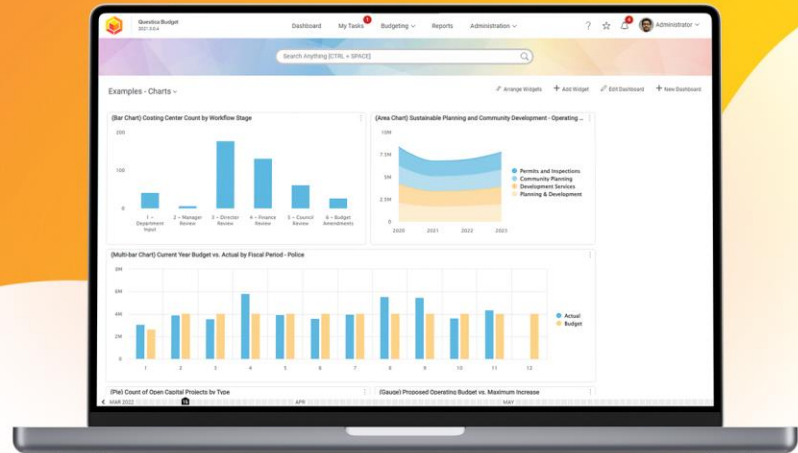 Questica Budget
2021.3.0.4
Dashboard My Tasks 1 Budgeting Reports Administration ? Administrator
Search Anything [CTRL + SPACE]
Examples - Charts
Arrange Widgets + Add Widget Edit Dashboard + New Dashboard
(Bar Chart) Costing Center Count by Workflow Stage
200
100
0
1 - Department Input
2 - Manager Review
3 - Director Review
4 - Finance Review
5 - Council Review
6 - Budget Amendments
(Area Chart) Sustainable Planning and Community Development - Operating ...
10M
7.5M
5M
2.5M
0
2020 2021 2022 2023
Permits and Inspections
Community Planning
Development Services
Planning & Development
(Multi-bar Chart) Current Year Budget vs. Actual by Fiscal Period - Police
6M
4M
2M
0
1 2 3 4 5 6 7 8 9 10 11 12
Actual
Budget
(Pie) Count of Open Capital Projects by Type
(Gauge) Proposed Operating Budget vs. Maximum Increase
MAR 2022
APR
MAY